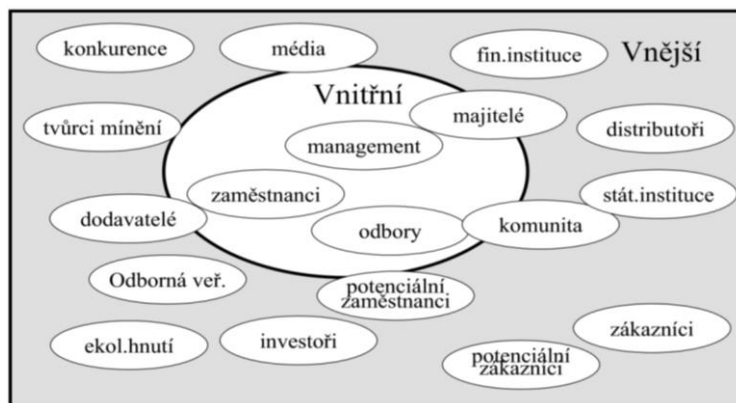 konkurence
média
fin.instituce
Vnější
Vnitřní
tvůrci mínění
majitelé
distributoři
management
zaměstnanci
stát.instituce
dodavatelé
odbory
komunita
Odborná veř.
potenciální
zaměstnanci
ekol.hnutí
investoři
zákazníci
potenciální
zákazníci